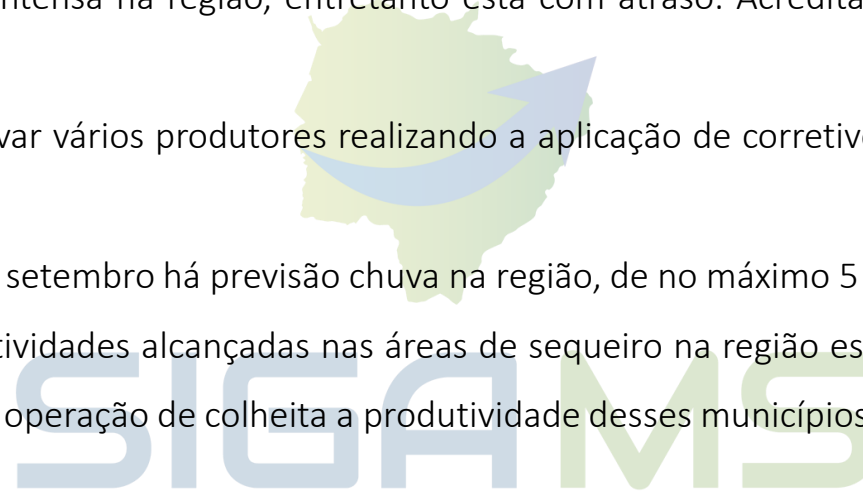 ntensa na região, entretanto está com atraso. Acredita
var vários produtores realizando a aplicação de corretiv
setembro há previsão chuva na região, de no máximo 5
tividades alcançadas nas áreas de sequeiro na região es
operação de colheita a produtividade desses municípios
SIGAMS